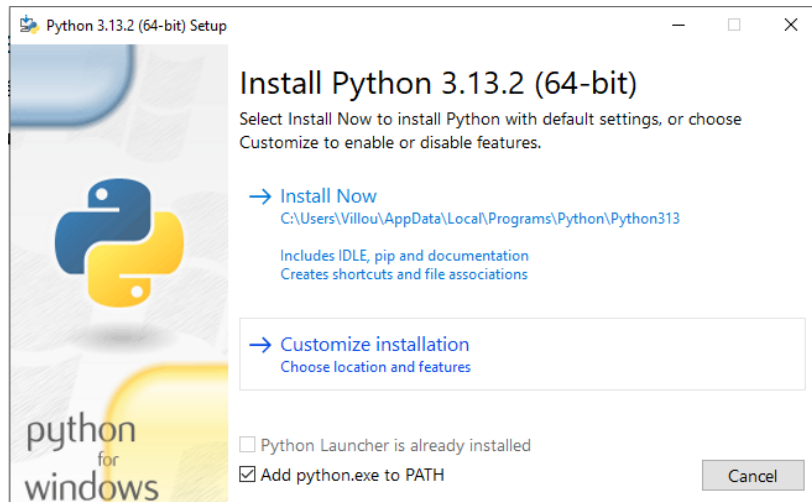 Python 3.13.2 (64-bit) Setup
Install Python 3.13.2 (64-bit)
Select Install Now to install Python with default settings, or choose
Customize to enable or disable features.
Install Now
C:\Users\Villou\AppData\Local\Programs\Python\Python313
Includes IDLE, pip and documentation
Creates shortcuts and file associations
Customize installation
Choose location and features
Python Launcher is already installed
Add python.exe to PATH
Cancel
python
for
windows